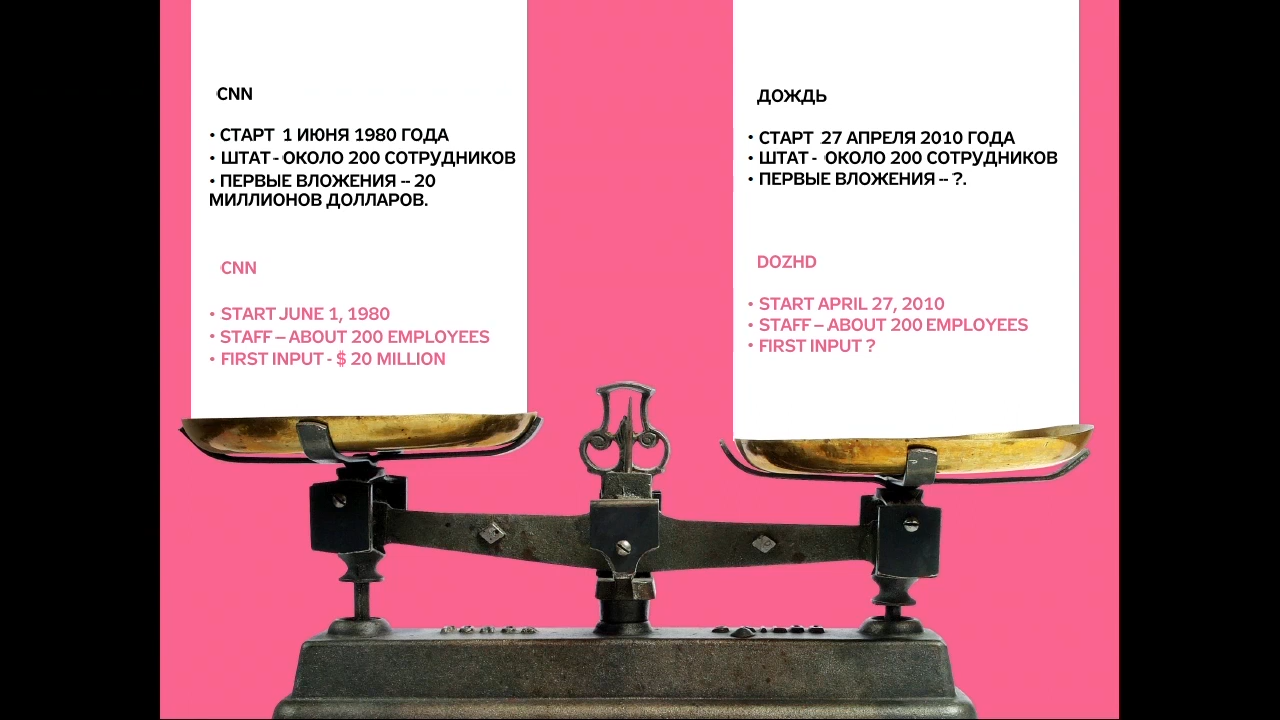 CNN
• СТАРТ 1 ИЮНЯ 1980 ГОДА
• ШТАТ - ОКОЛО 200 СОТРУДНИКОВ
• ПЕРВЫЕ ВЛОЖЕНИЯ -- 20
МИЛЛИОНОВ ДОЛЛАРОВ.
CNN
• START JUNE 1, 1980
• STAFF – ABOUT 200 EMPLOYEES
• FIRST INPUT - $ 20 MILLION
ДОЖДЬ
• СТАРТ 27 АПРЕЛЯ 2010 ГОДА
• ШТАТ - ОКОЛО 200 СОТРУДНИКОВ
• ПЕРВЫЕ ВЛОЖЕНИЯ -- ?.
DOZHD
• START APRIL 27, 2010
• STAFF – ABOUT 200 EMPLOYEES
• FIRST INPUT ?